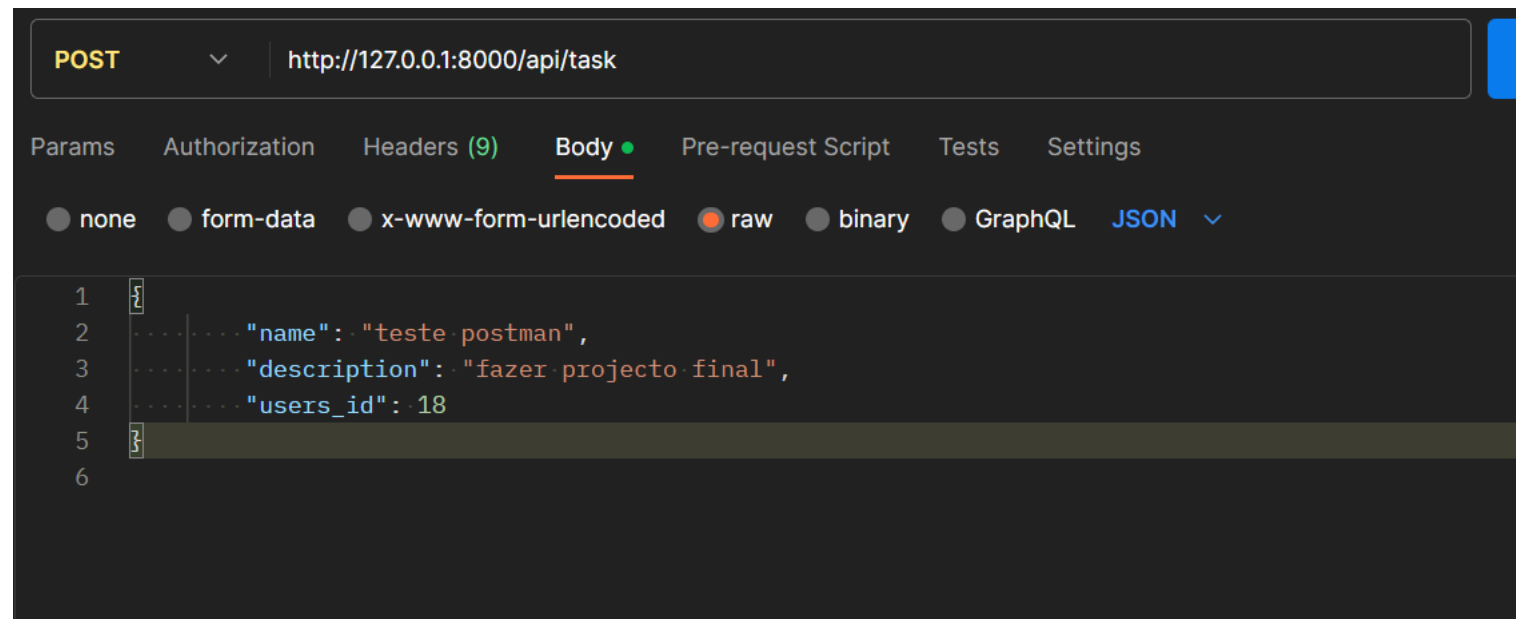 POST http://127.0.0.1:8000/api/task
Params Authorization Headers (9) Body Pre-request Script Tests Settings
none form-data x-www-form-urlencoded raw binary GraphQL JSON
1 {
2 "name": "teste postman",
3 "description": "fazer projecto final",
4 "users_id": 18
5 }
6